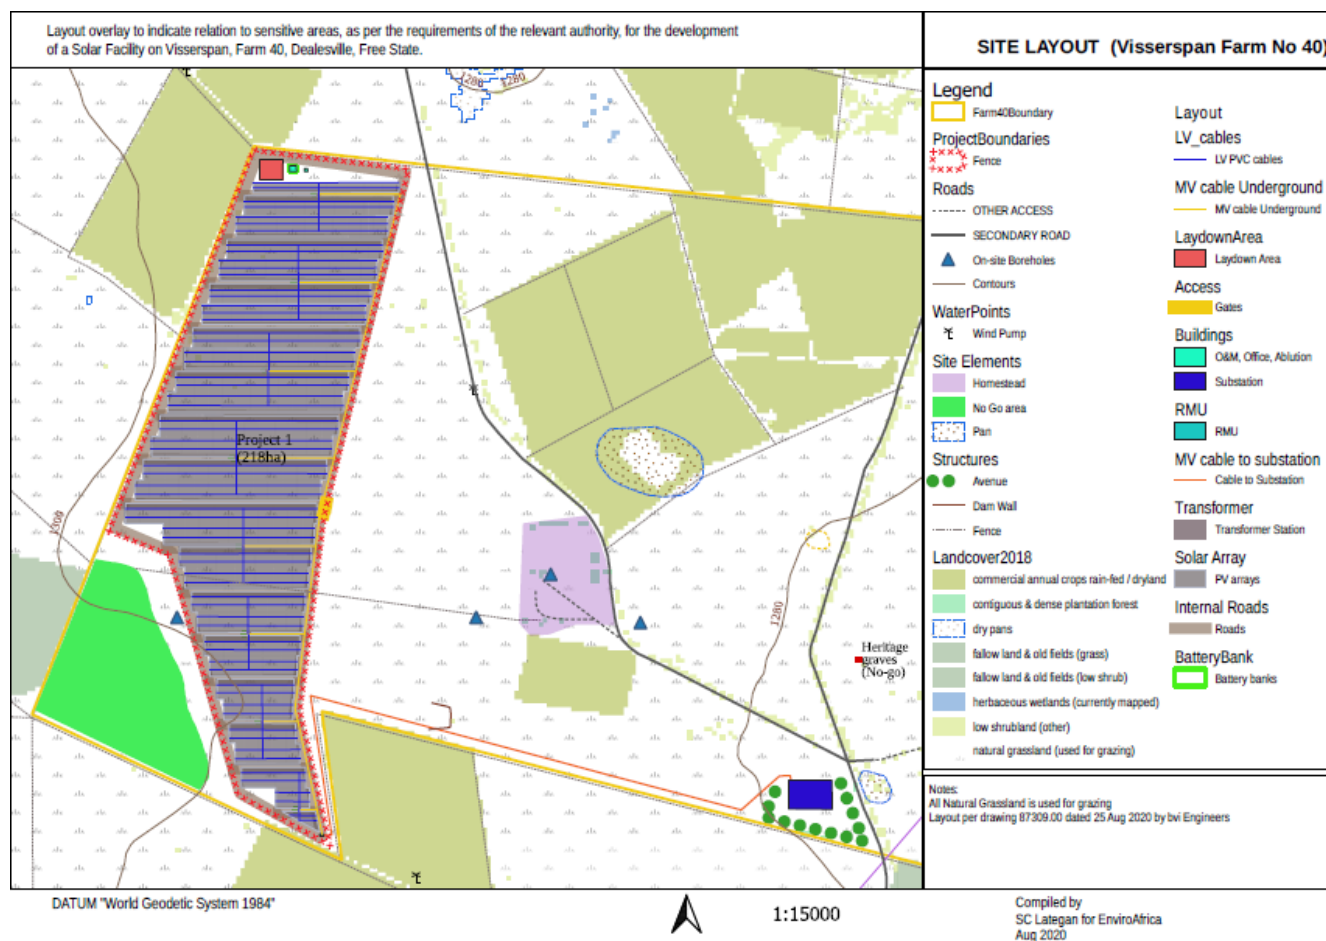 Layout overlay to indicate relation to sensitive areas, as per the requirements of the relevant authority, for the development
of a Solar Facility on Visserspan, Farm 40, Dealesville, Free State.
SITE LAYOUT (Visserspan Farm No 40)
1280
1280
Project 1
(218ha)
1300
1280
Heritage
graves
(No-go)
Legend
Farm40Boundary
ProjectBoundaries
Fence
Roads
OTHER ACCESS
SECONDARY ROAD
On-site Boreholes
Contours
WaterPoints
Wind Pump
Site Elements
Homestead
No Go area
Pan
Structures
Avenue
Dam Wall
Fence
Landcover2018
commercial annual crops rain-fed / dryland
contiguous & dense plantation forest
dry pans
fallow land & old fields (grass)
fallow land & old fields (low shrub)
herbaceous wetlands (currently mapped)
low shrubland (other)
natural grassland (used for grazing)
Layout
LV_cables
LV PVC cables
MV cable Underground
MV cable Underground
LaydownArea
Laydown Area
Access
Gates
Buildings
O&M, Office, Ablution
Substation
RMU
RMU
MV cable to substation
Cable to Substation
Transformer
Transformer Station
Solar Array
PV arrays
Internal Roads
Roads
BatteryBank
Battery banks
Notes:
All Natural Grassland is used for grazing
Layout per drawing 87309.00 dated 25 Aug 2020 by bvi Engineers
DATUM "World Geodetic System 1984"
1:15000
Compiled by
SC Lategan for EnviroAfrica
Aug 2020